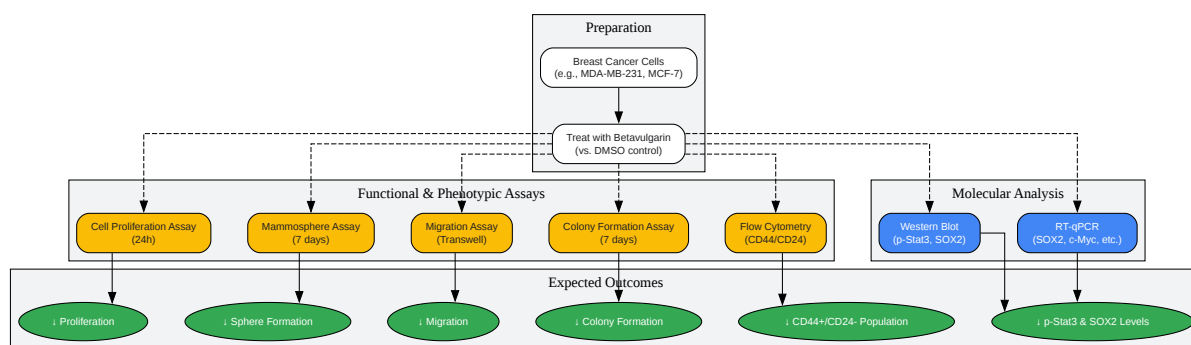 Preparation
Breast Cancer Cells
(e.g., MDA-MB-231, MCF-7)
Treat with Betavulgarin
(vs. DMSO control)
Functional & Phenotypic Assays
Molecular Analysis
Cell Proliferation Assay
(24h)
Mammosphere Assay
(7 days)
Migration Assay
(Transwell)
Colony Formation Assay
(7 days)
Flow Cytometry
(CD44/CD24)
Western Blot
(p-Stat3, SOX2)
RT-qPCR
(SOX2, c-Myc, etc.)
Expected Outcomes
↓ Proliferation
↓ Sphere Formation
↓ Migration
↓ Colony Formation
↓ CD44+/CD24- Population
↓ p-Stat3 & SOX2 Levels